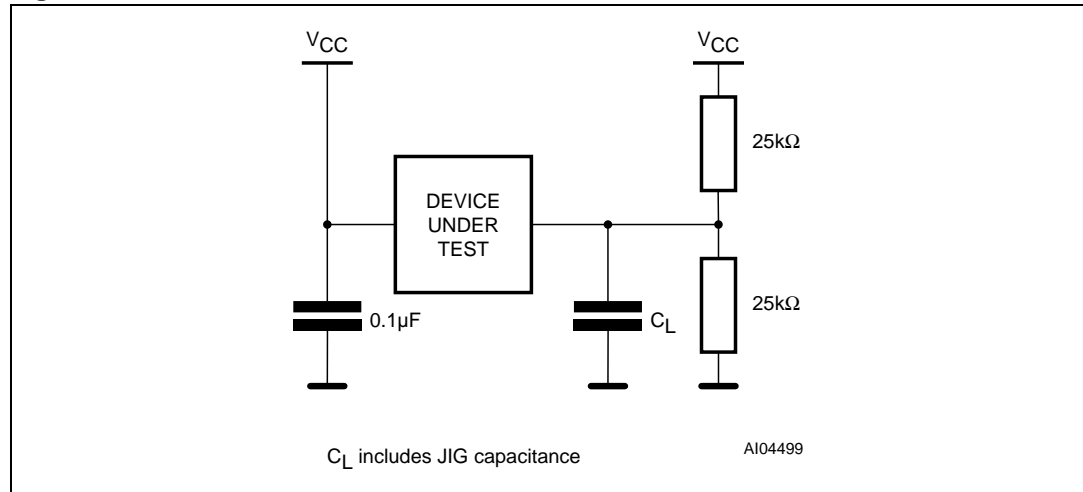 VCC
VCC
25kΩ
DEVICE
UNDER
TEST
0.1µF
CL
25kΩ
CL includes JIG capacitance
AI04499